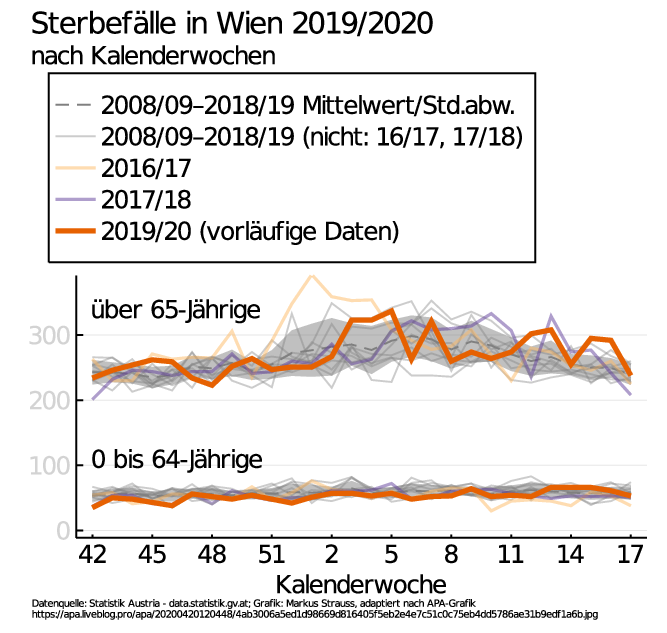 Sterbefälle in Wien 2019/2020
nach Kalenderwochen
2008/09–2018/19 Mittelwert/Std.abw.
2008/09–2018/19 (nicht: 16/17, 17/18)
2016/17
2017/18
2019/20 (vorläufige Daten)
über 65-Jährige
300
200
100
0 bis 64-Jährige
0
42 45 48 51 2 5 8 11 14 17
Kalenderwoche
Datenquelle: Statistik Austria - data.statistik.gv.at; Grafik: Markus Strauss, adaptiert nach APA-Grafik
https://apa.liveblog.pro/apa/20200420120448/4ab3006a5ed1d98669d816405f5eb2e4e7c51c0c75eb4dd5786ae31b9edf1a6b.jpg